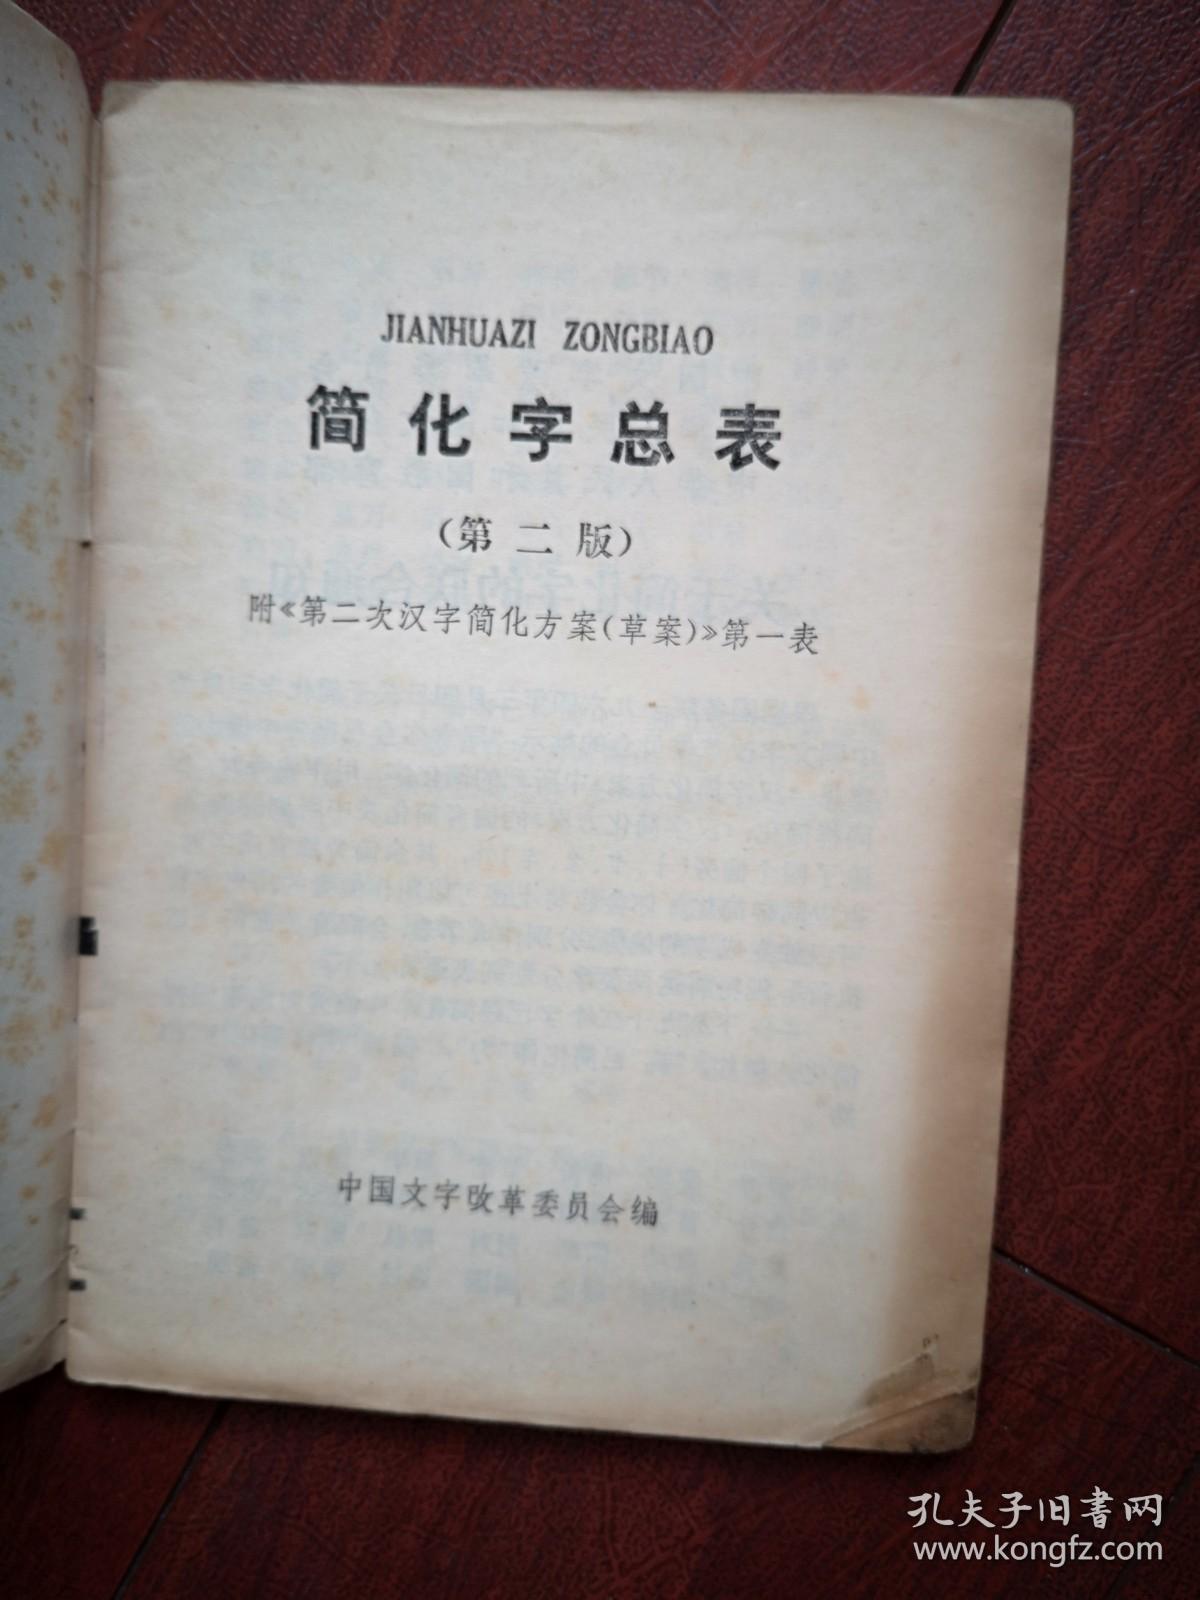 JIANHUAZI ZONGBIAO
简化字总表
（第二版）
附《第二次汉字简化方案（草案）》第一表
中国文字改革委员会编
孔夫子旧书网
www.kongfz.com